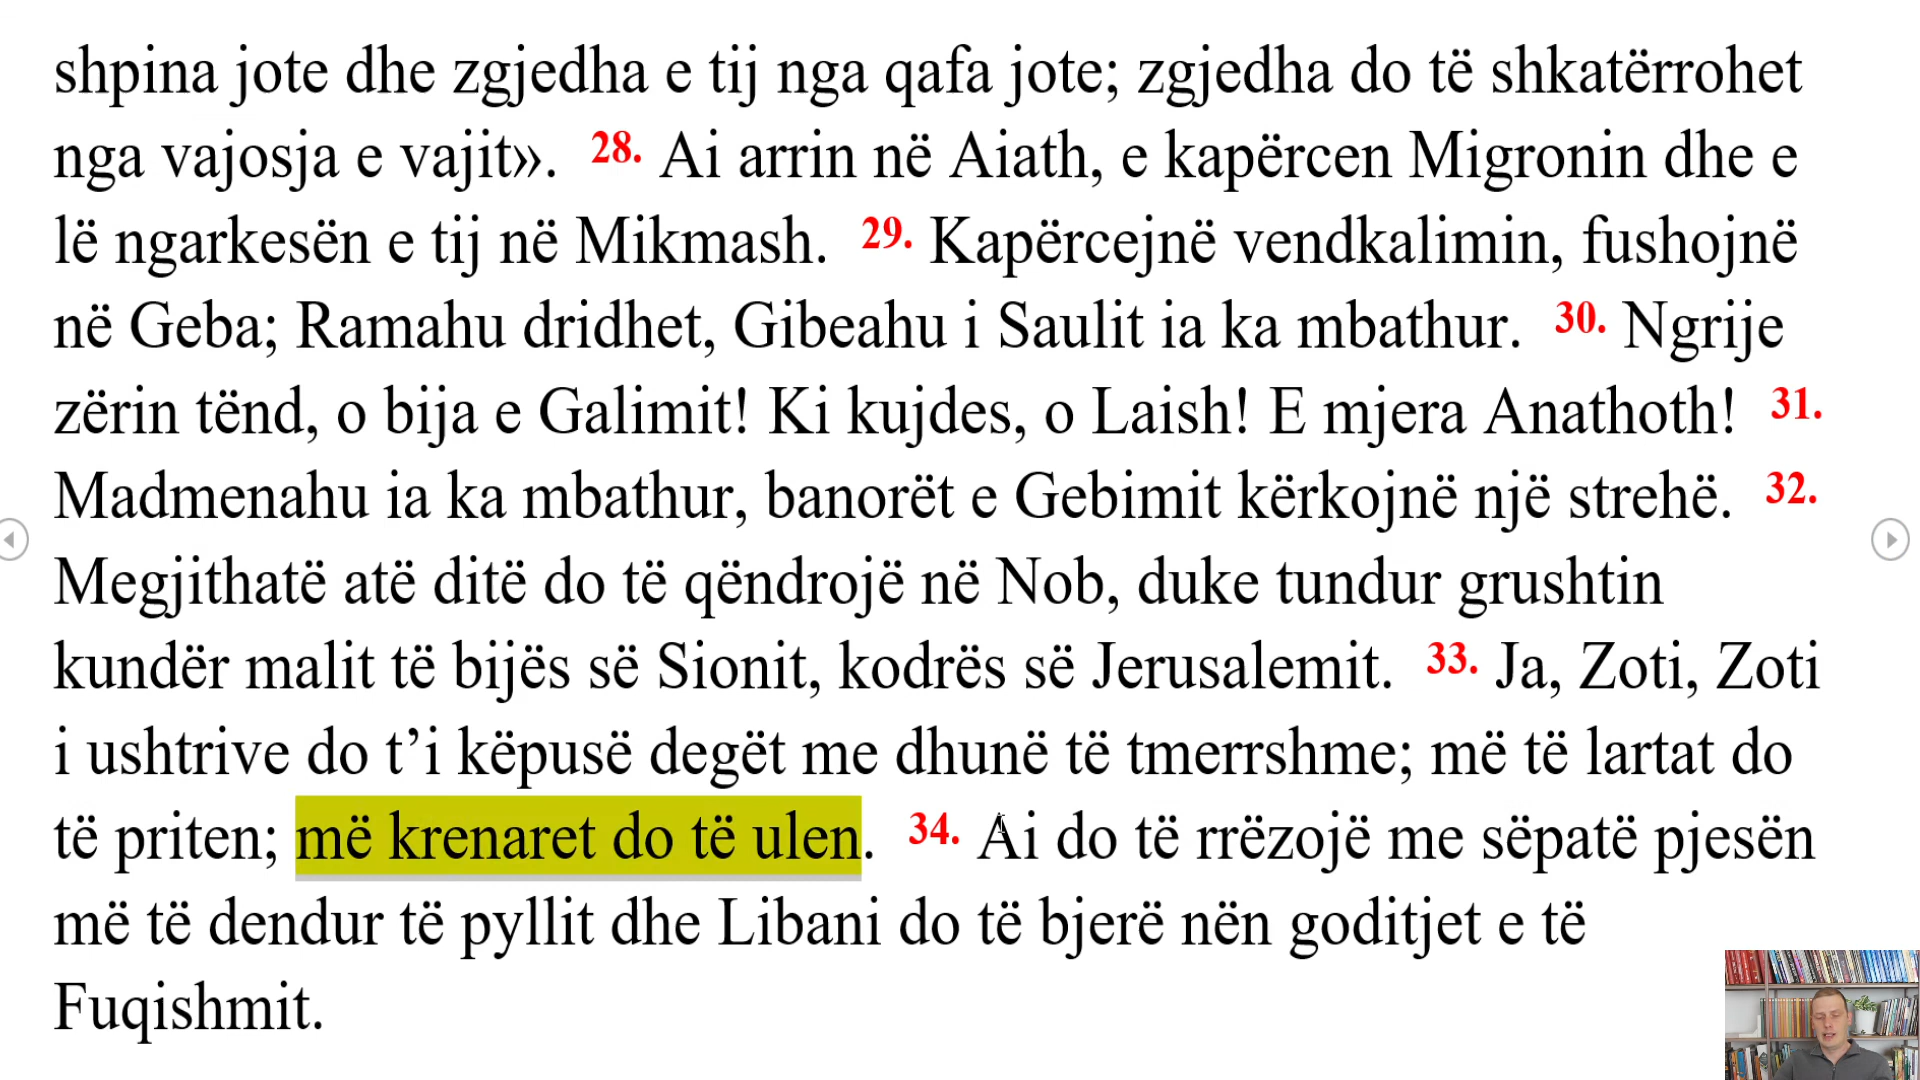 shpina jote dhe zgjedha e tij nga qafa jote; zgjedha do të shkatërrohet
nga vajosja e vajit». 28. Ai arrin në Aiath, e kapërcen Migronin dhe e
lë ngarkesën e tij në Mikmash. 29. Kapërcejnë vendkalimin, fushojnë
në Geba; Ramahu dridhet, Gibeahu i Saulit ia ka mbathur. 30. Ngrije
zërin tënd, o bija e Galimit! Ki kujdes, o Laish! E mjera Anathoth! 31.
Madmenahu ia ka mbathur, banorët e Gebimit kërkojnë një strehë. 32.
Megjithatë atë ditë do të qëndrojë në Nob, duke tundur grushtin
kundër malit të bijës së Sionit, kodrës së Jerusalemit. 33. Ja, Zoti, Zoti
i ushtrive do t’i këpusë degët me dhunë të tmerrshme; më të lartat do
të priten; më krenaret do të ulen. 34. Ai do të rrëzojë me sëpatë pjesën
më të dendur të pyllit dhe Libani do të bjerë nën goditjet e të
Fuqishmit.